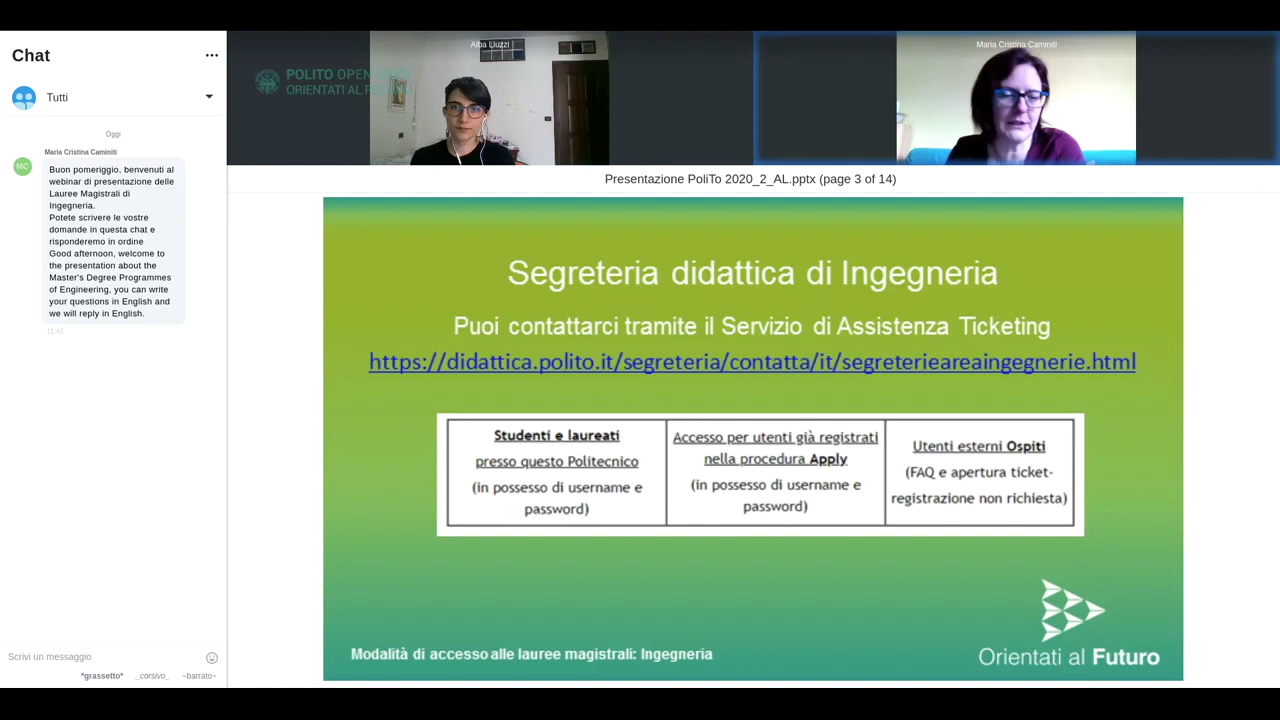 Chat
Tutti
Oggi
Maria Cristina Caminiti
MC
Buon pomeriggio, benvenuti al
webinar di presentazione delle
Lauree Magistrali di
Ingegneria.
Potete scrivere le vostre
domande in questa chat e
risponderemo in ordine
Good afternoon, welcome to
the presentation about the
Master's Degree Programmes
of Engineering, you can write
your questions in English and
we will reply in English.
Scrivi un messaggio
*grassetto* _corsivo_ ~barrato~
POLITO OPEN
ORIENTATI AL
Alba Liuzzi
Maria Cristina Caminiti
Presentazione PoliTo 2020_2_AL.pptx (page 3 of 14)
Segreteria didattica di Ingegneria
Puoi contattarci tramite il Servizio di Assistenza Ticketing
https://didattica.polito.it/segreteria/contatta/it/segreterieareaingegnerie.html
Studenti e laureati
presso questo Politecnico
(in possesso di username e
password)
Accesso per utenti già registrati
nella procedura Apply
(in possesso di username e
password)
Utenti esterni Ospiti
(FAQ e apertura ticket-
registrazione non richiesta)
Modalità di accesso alle lauree magistrali: Ingegneria
Orientati al Futuro